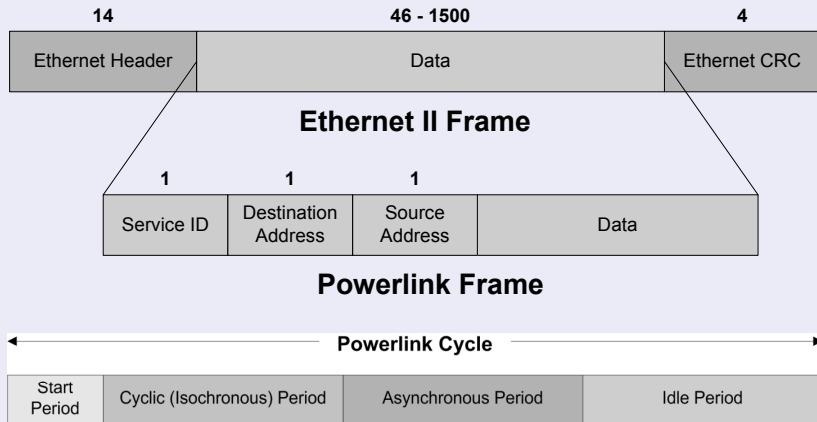 14 46 - 1500 4
Ethernet Header Data Ethernet CRC
Ethernet II Frame
1 1 1
Service ID Destination Address Source Address Data
Powerlink Frame
Powerlink Cycle
Start Period Cyclic (Isochronous) Period Asynchronous Period Idle Period